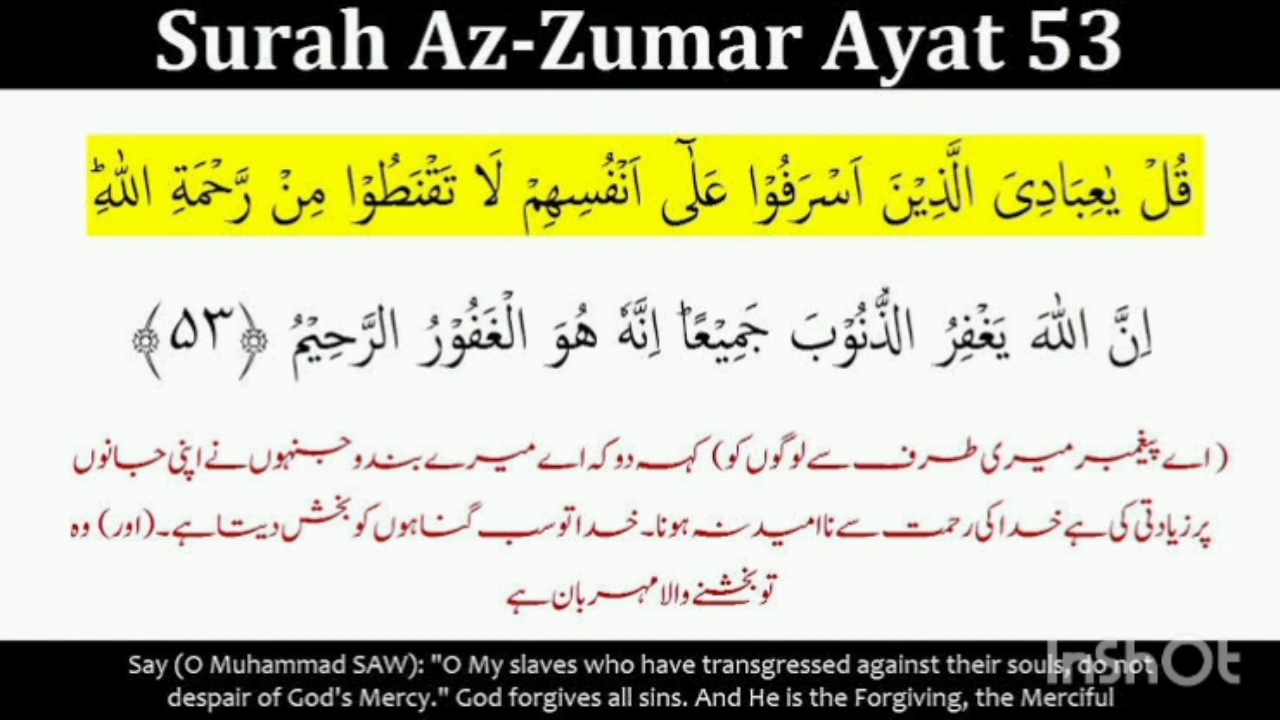 Surah Az-Zumar Ayat 53
قُلْ يٰعِبَادِىَ الَّذِيْنَ اَسْرَفُوْا عَلٰٓى اَنْفُسِهِمْ لَا تَقْنَطُوْا مِنْ رَّحْمَةِ اللّٰهِ ؕ
اِنَّ اللّٰهَ يَغْفِرُ الذُّنُوْبَ جَمِيْعًا ؕ اِنَّهٗ هُوَ الْغَفُوْرُ الرَّحِيْمُ ﴿۵۳﴾
(اے پیغمبر میری طرف سے لوگوں کو) کہہ دو کہ اے میرے بندو جنہوں نے اپنی جانوں
پر زیادتی کی ہے خدا کی رحمت سے ناامید نہ ہونا۔ خدا تو سب گناہوں کو بخش دیتا ہے۔ (اور) وہ
تو بخشنے والا مہربان ہے
Say (O Muhammad SAW): "O My slaves who have transgressed against their souls, do not
despair of God's Mercy." God forgives all sins. And He is the Forgiving, the Merciful
InShOt